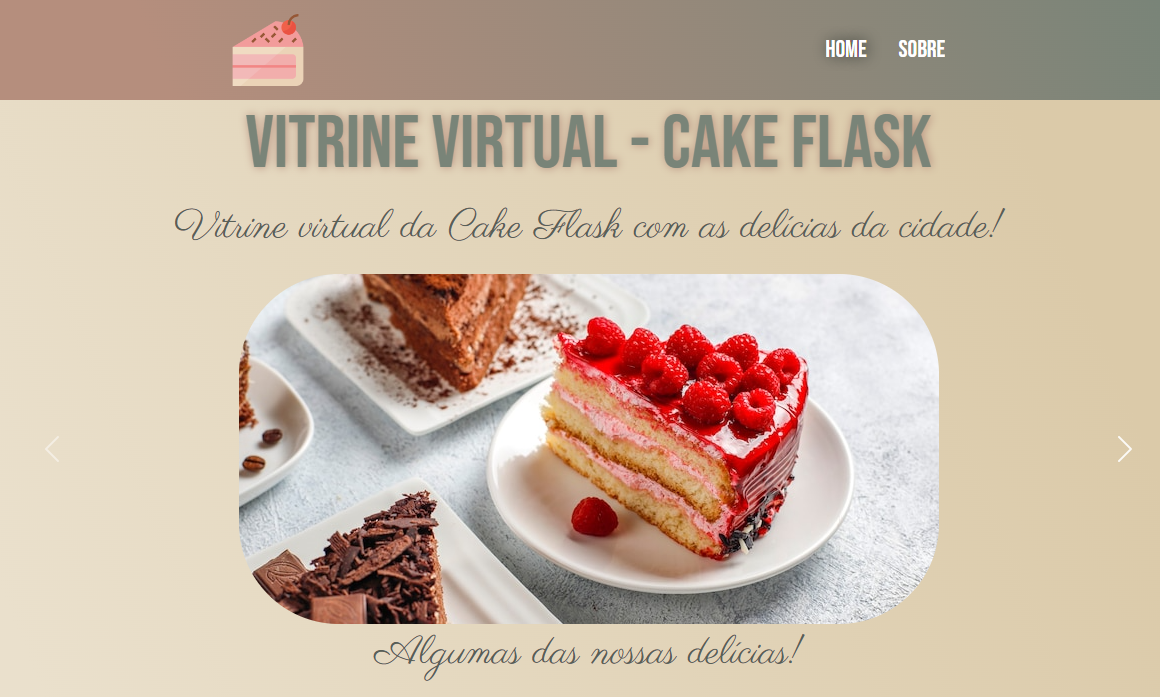 HOME SOBRE
VITRINE VIRTUAL - CAKE FLASK
Vitrine virtual da Cake Flask com as delícias da cidade!
Algumas das nossas delícias!